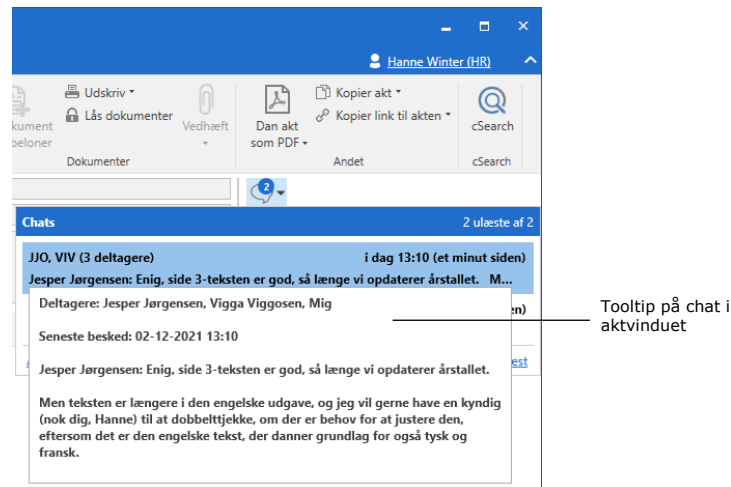 Hanne Winter (HR)
Udskriv
Lås dokumenter
Vedhæft
Dan akt
som PDF
Kopier akt
Kopier link til akten
cSearch
Dokumenter
Andet
cSearch
2
Chats
2 ulæste af 2
JJO, VIV (3 deltagere)
i dag 13:10 (et minut siden)
Jesper Jørgensen: Enig, side 3-teksten er god, så længe vi opdaterer årstallet. M...
Deltagere: Jesper Jørgensen, Vigga Viggosen, Mig
Seneste besked: 02-12-2021 13:10
Jesper Jørgensen: Enig, side 3-teksten er god, så længe vi opdaterer årstallet.
Men teksten er længere i den engelske udgave, og jeg vil gerne have en kyndig
(nok dig, Hanne) til at dobbelttjekke, om der er behov for at justere den,
eftersom det er den engelske tekst, der danner grundlag for også tysk og
fransk.
Tooltip på chat i
aktvinduet